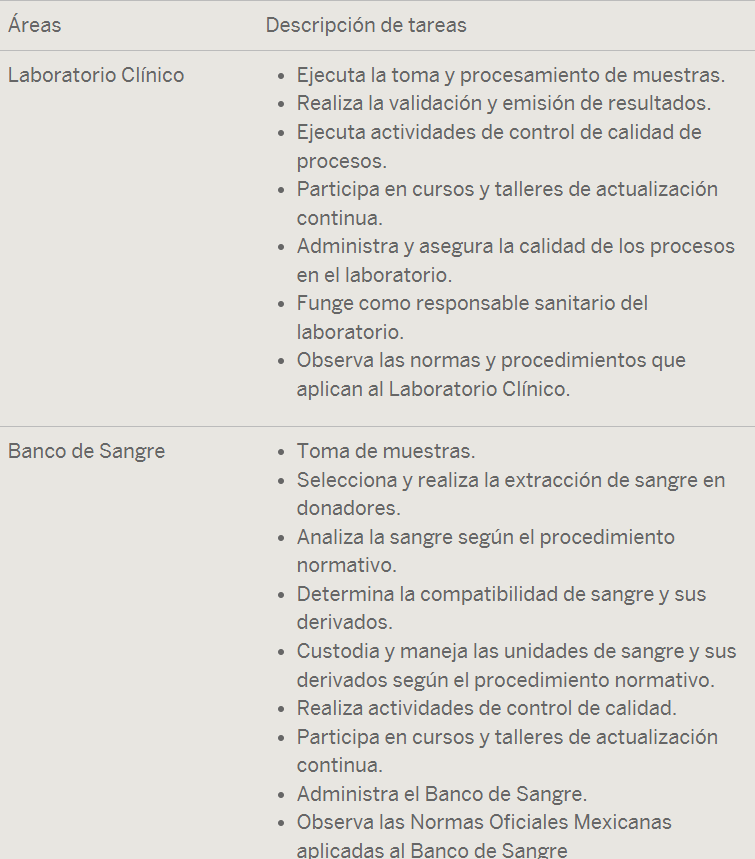 Áreas Descripción de tareas
Laboratorio Clínico
• Ejecuta la toma y procesamiento de muestras.
• Realiza la validación y emisión de resultados.
• Ejecuta actividades de control de calidad de
procesos.
• Participa en cursos y talleres de actualización
continua.
• Administra y asegura la calidad de los procesos
en el laboratorio.
• Funge como responsable sanitario del
laboratorio.
• Observa las normas y procedimientos que
aplican al Laboratorio Clínico.
Banco de Sangre
• Toma de muestras.
• Selecciona y realiza la extracción de sangre en
donadores.
• Analiza la sangre según el procedimiento
normativo.
• Determina la compatibilidad de sangre y sus
derivados.
• Custodia y maneja las unidades de sangre y sus
derivados según el procedimiento normativo.
• Realiza actividades de control de calidad.
• Participa en cursos y talleres de actualización
continua.
• Administra el Banco de Sangre.
• Observa las Normas Oficiales Mexicanas
aplicadas al Banco de Sangre